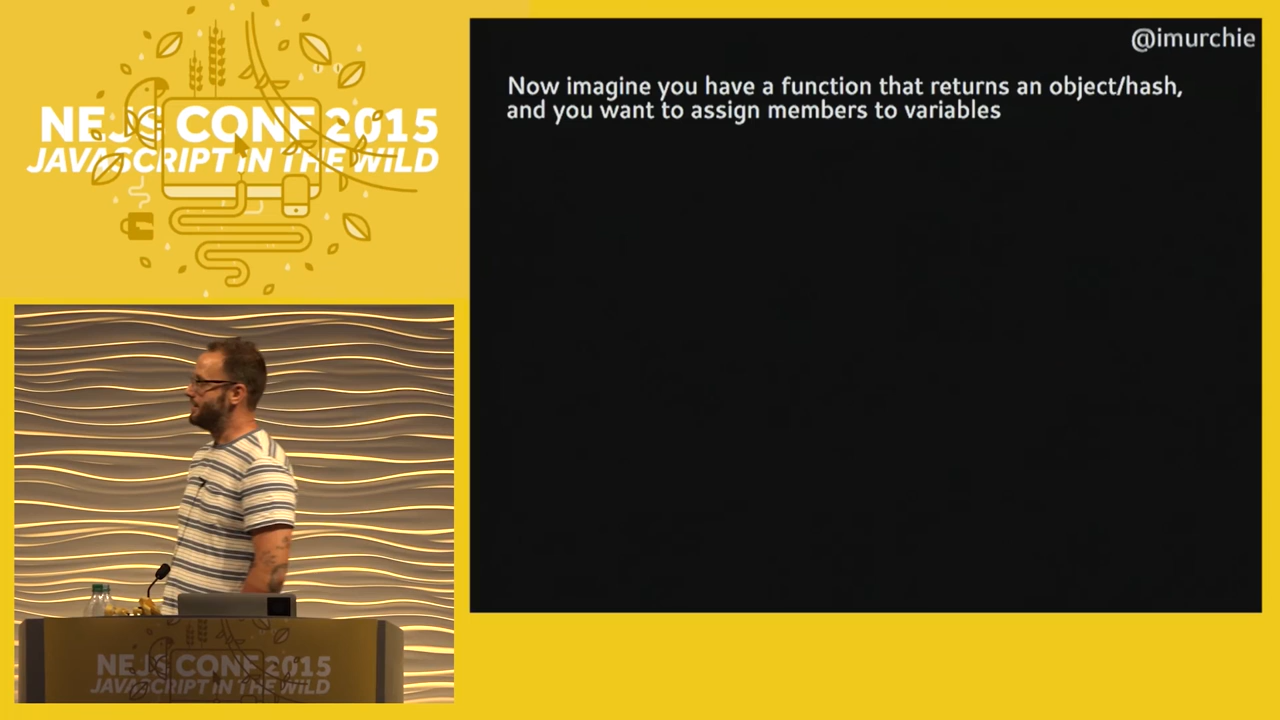 NEJS CONF 2015
JAVASCRIPT IN THE WILD
@imurchie
Now imagine you have a function that returns an object/hash,
and you want to assign members to variables
NEJS CONF 2015
JAVASCRIPT IN THE WILD